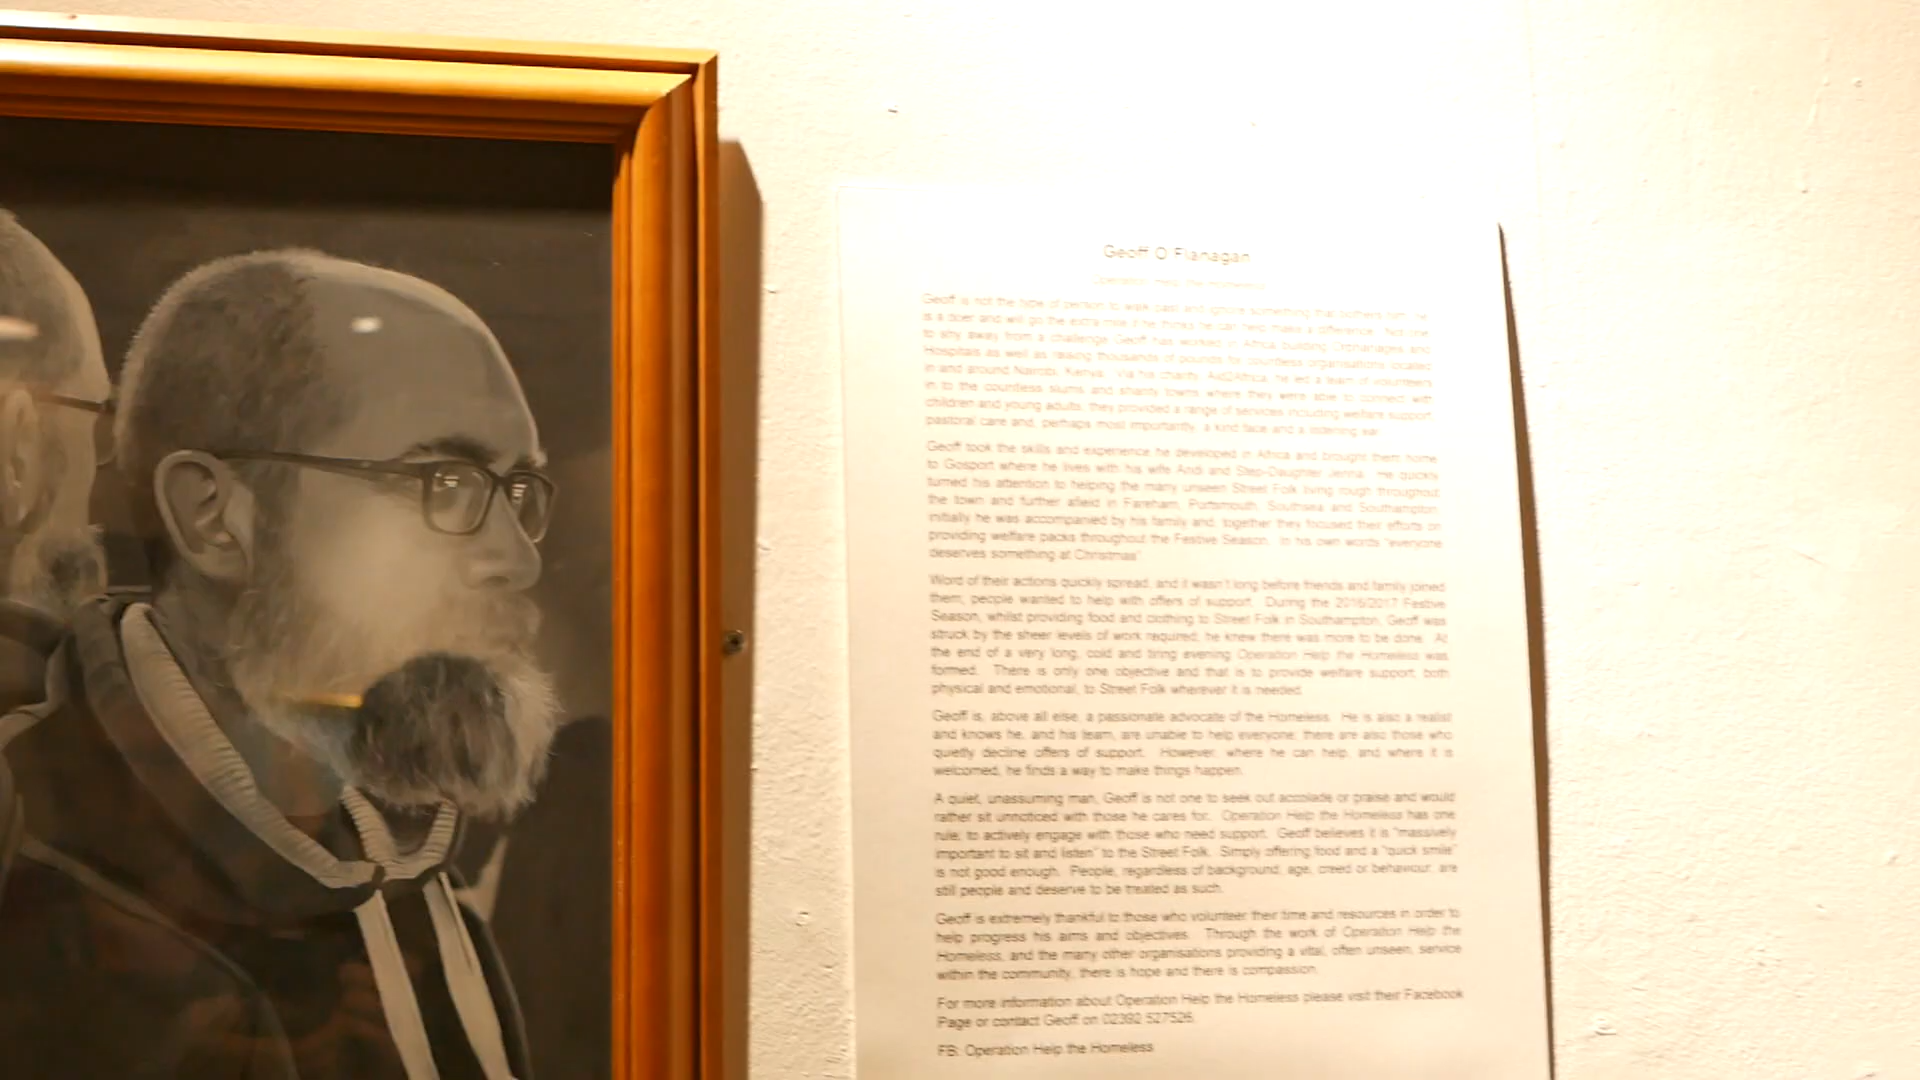 Geoff O Flanagan
Operation Help the Homeless
Geoff is not the type of person to walk past and ignore something that bothers him, he
is a doer and will go the extra mile if he thinks he can help make a difference. Not one
to shy away from a challenge Geoff has worked in Africa building Orphanages and
Hospitals as well as raising thousands of pounds for countless organisations located
in and around Nairobi, Kenya. Via his charity, Aid2Africa, he led a team of volunteers
in to the countless slums and shanty towns where they were able to connect with
children and young adults, they provided a range of services including welfare support,
pastoral care and, perhaps most importantly, a kind face and a listening ear.
Geoff took the skills and experience he developed in Africa and brought them home
to Gosport where he lives with his wife Andi and Step-Daughter Jenna. He quickly
turned his attention to helping the many unseen Street Folk living rough throughout
the town and further afield in Fareham, Portsmouth, Southsea and Southampton.
Initially he was accompanied by his family and, together they focused their efforts on
providing welfare packs throughout the Festive Season. In his own words "everyone
deserves something at Christmas".
Word of their actions quickly spread, and it wasn't long before friends and family joined
them; people wanted to help with offers of support. During the 2016/2017 Festive
Season, whilst providing food and clothing to Street Folk in Southampton, Geoff was
struck by the sheer levels of work required, he knew there was more to be done. At
the end of a very long, cold and tiring evening Operation Help the Homeless was
formed. There is only one objective and that is to provide welfare support, both
physical and emotional, to Street Folk wherever it is needed.
Geoff is, above all else, a passionate advocate of the Homeless. He is also a realist
and knows he, and his team, are unable to help everyone; there are also those who
quietly decline offers of support. However, where he can help, and where it is
welcomed, he finds a way to make things happen.
A quiet, unassuming man, Geoff is not one to seek out accolade or praise and would
rather sit unnoticed with those he cares for. Operation Help the Homeless has one
rule; to actively engage with those who need support. Geoff believes it is "massively
important to sit and listen" to the Street Folk. Simply offering food and a "quick smile"
is not good enough. People, regardless of background, age, creed or behaviour, are
still people and deserve to be treated as such.
Geoff is extremely thankful to those who volunteer their time and resources in order to
help progress his aims and objectives. Through the work of Operation Help the
Homeless, and the many other organisations providing a vital, often unseen, service
within the community, there is hope and there is compassion.
For more information about Operation Help the Homeless please visit their Facebook
Page or contact Geoff on 02392 527526.
FB: Operation Help the Homeless